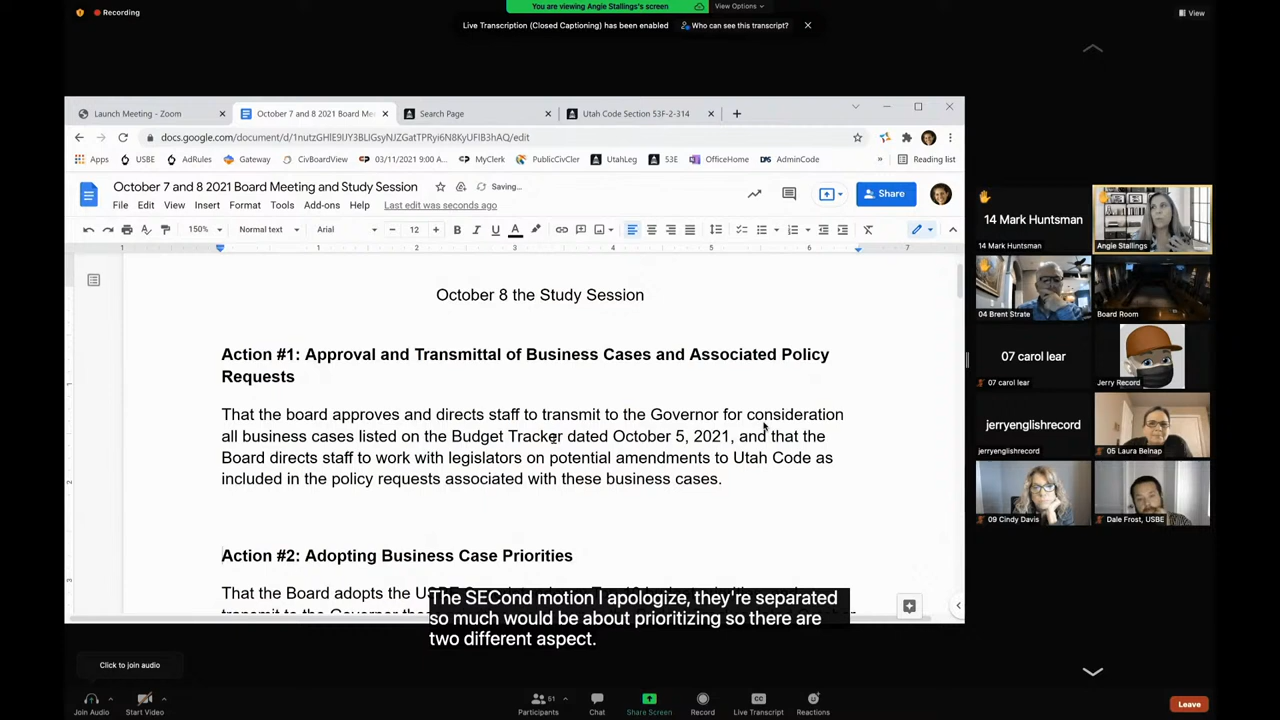 Recording
You are viewing Angie Stallings's screen
View Options
Live Transcription (Closed Captioning) has been enabled
Who can see this transcript?
View
Launch Meeting - Zoom
October 7 and 8 2021 Board Me
Search Page
Utah Code Section 53F-2-314
docs.google.com/document/d/1nutzGHlE9IJY3BLlGsyNJZGatTPRyi6N8KyUFIB3hAQ/edit
Apps
USBE
AdRules
Gateway
CivBoardView
03/11/2021 9:00 A...
MyClerk
PublicCivCler
UtahLeg
53E
OfficeHome
AdminCode
»
Reading list
October 7 and 8 2021 Board Meeting and Study Session
Saving...
File Edit View Insert Format Tools Add-ons Help
Last edit was seconds ago
Share
150%
Normal text
Arial
12
B I U A
1 1 2 3 4 5 6 7
October 8 the Study Session
Action #1: Approval and Transmittal of Business Cases and Associated Policy
Requests
That the board approves and directs staff to transmit to the Governor for consideration
all business cases listed on the Budget Tracker dated October 5, 2021, and that the
Board directs staff to work with legislators on potential amendments to Utah Code as
included in the policy requests associated with these business cases.
Action #2: Adopting Business Case Priorities
That the Board adopts the
The SECond motion I apologize, they're separated
so much would be about prioritizing so there are
two different aspect.
14 Mark Huntsman
14 Mark Huntsman
Angie Stallings
04 Brent Strate
Board Room
07 carol lear
07 carol lear
Jerry Record
jerryenglishrecord
jerryenglishrecord
05 Laura Belnap
09 Cindy Davis
Dale Frost, USBE
Click to join audio
Join Audio
Start Video
61
Participants
Chat
Share Screen
Record
CC
Live Transcript
Reactions
Leave